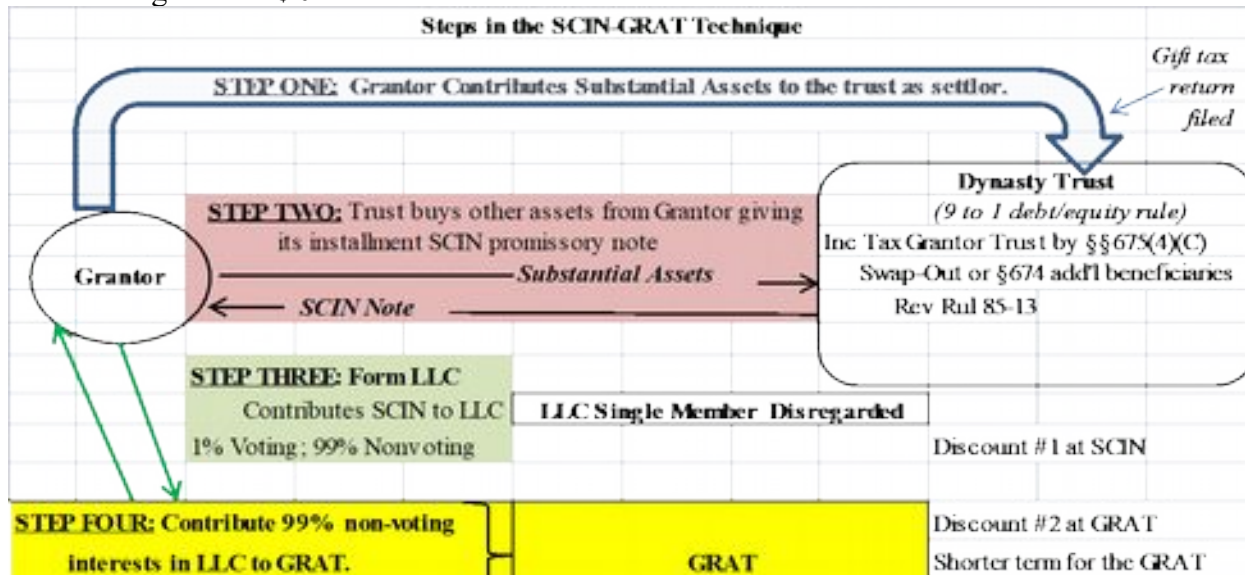 Steps in the SCIN-GRAT Technique
Gift tax
return
filed
STEP ONE: Grantor Contributes Substantial Assets to the trust as settlor.
Dynasty Trust
(9 to 1 debt/equity rule)
Inc Tax Grantor Trust by §§675(4)(C)
Swap-Out or §674 add'l beneficiaries
Rev Rul 85-13
STEP TWO: Trust buys other assets from Grantor giving
its installment SCIN promissory note
Grantor
Substantial Assets
SCIN Note
STEP THREE: Form LLC
Contributes SCIN to LLC
1% Voting; 99% Nonvoting
LLC Single Member Disregarded
Discount #1 at SCIN
STEP FOUR: Contribute 99% non-voting
interests in LLC to GRAT.
GRAT
Discount #2 at GRAT
Shorter term for the GRAT